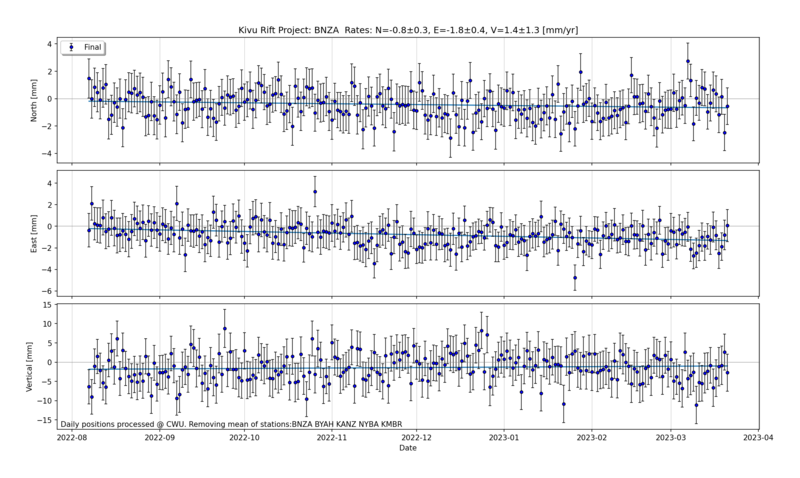 Kivu Rift Project: BNZA  Rates: N=-0.8±0.3, E=-1.8±0.4, V=1.4±1.3 [mm/yr]
Final
North [mm]
4
2
0
−2
−4
East [mm]
4
2
0
−2
−4
−6
Vertical [mm]
15
10
5
0
−5
−10
−15
Daily positions processed @ CWU. Removing mean of stations:BNZA BYAH KANZ NYBA KMBR
2022-08 2022-09 2022-10 2022-11 2022-12 2023-01 2023-02 2023-03 2023-04
Date